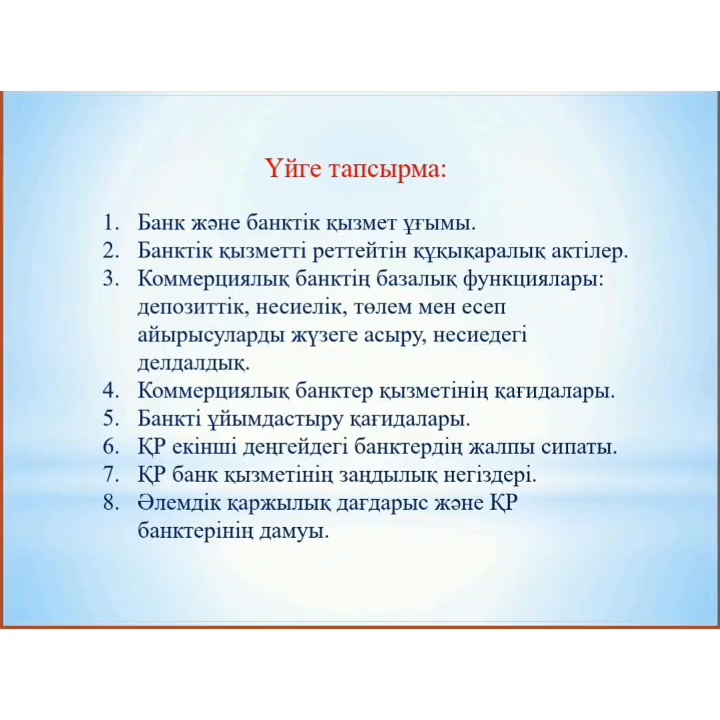 Үйге тапсырма:
1. Банк және банктік қызмет ұғымы.
2. Банктік қызметті реттейтін құқықаралық актілер.
3. Коммерциялық банктің базалық функциялары:
депозиттік, несиелік, төлем мен есеп
айырысуларды жүзеге асыру, несиедегі
делдалдық.
4. Коммерциялық банктер қызметінің қағидалары.
5. Банкті ұйымдастыру қағидалары.
6. ҚР екінші деңгейдегі банктердің жалпы сипаты.
7. ҚР банк қызметінің заңдылық негіздері.
8. Әлемдік қаржылық дағдарыс және ҚР
банктерінің дамуы.